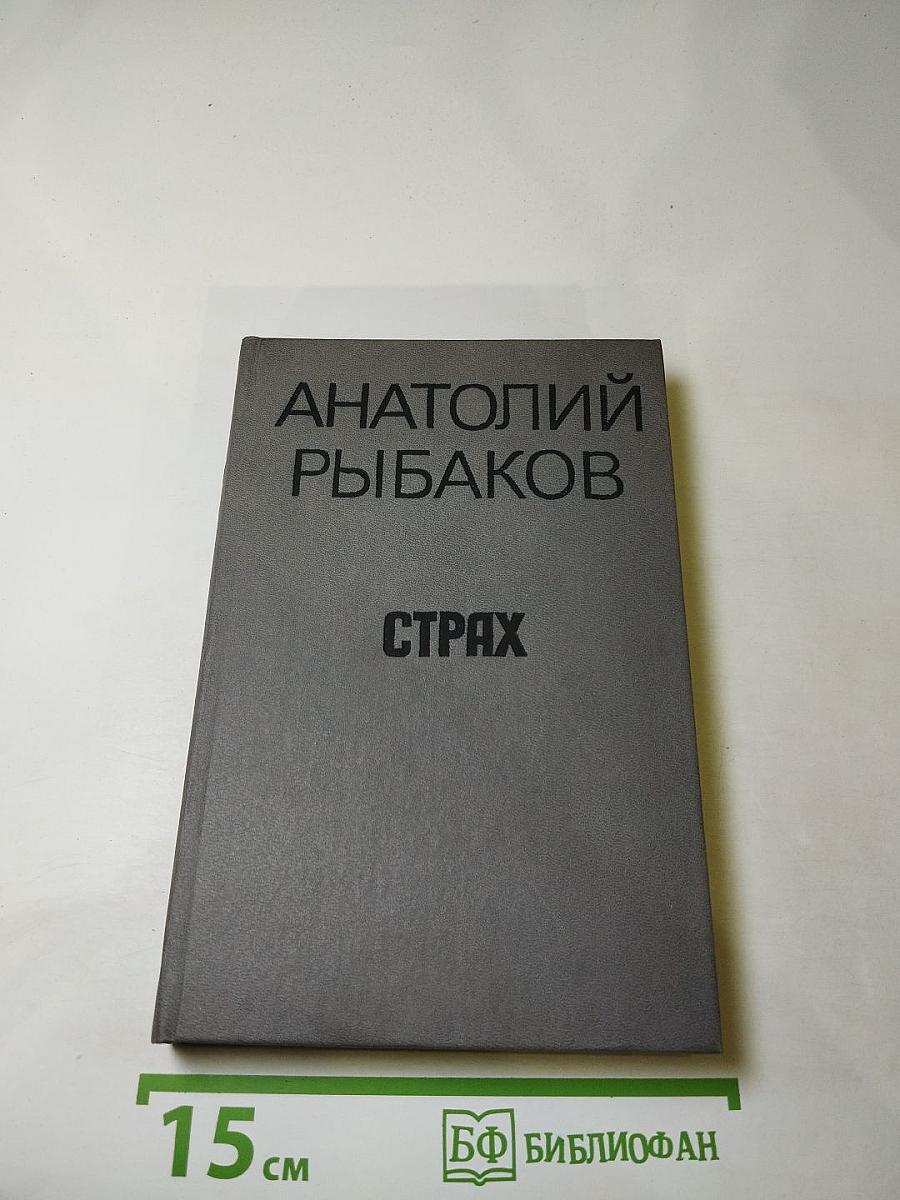 АНАТОЛИЙ
РЫБАКОВ
СТРАХ
15 см
БФ БИБЛИОФАН